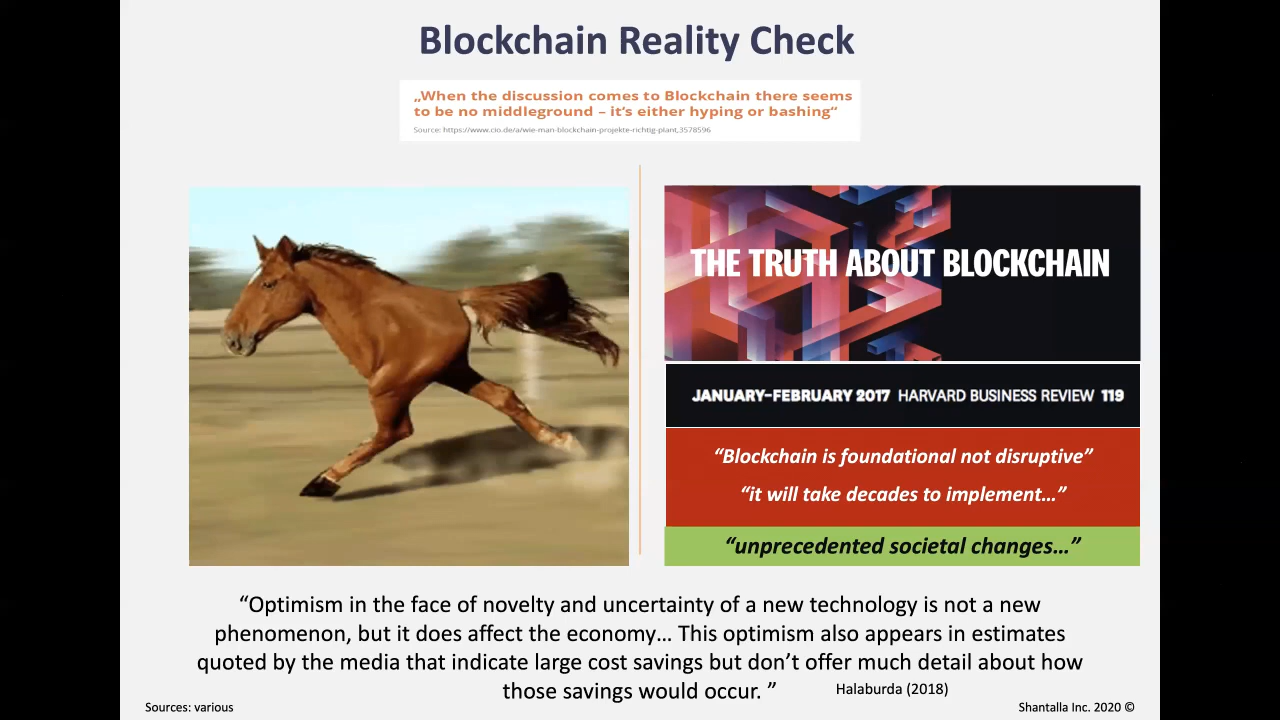 Blockchain Reality Check
„When the discussion comes to Blockchain there seems
to be no middleground – it’s either hyping or bashing“
Source: https://www.cio.de/a/wie-man-blockchain-projekte-richtig-plant,3578596
THE TRUTH ABOUT BLOCKCHAIN
JANUARY–FEBRUARY 2017 HARVARD BUSINESS REVIEW 119
“Blockchain is foundational not disruptive”
“it will take decades to implement…”
“unprecedented societal changes…”
“Optimism in the face of novelty and uncertainty of a new technology is not a new
phenomenon, but it does affect the economy… This optimism also appears in estimates
quoted by the media that indicate large cost savings but don’t offer much detail about how
those savings would occur. ”
Halaburda (2018)
Sources: various
Shantalla Inc. 2020 ©